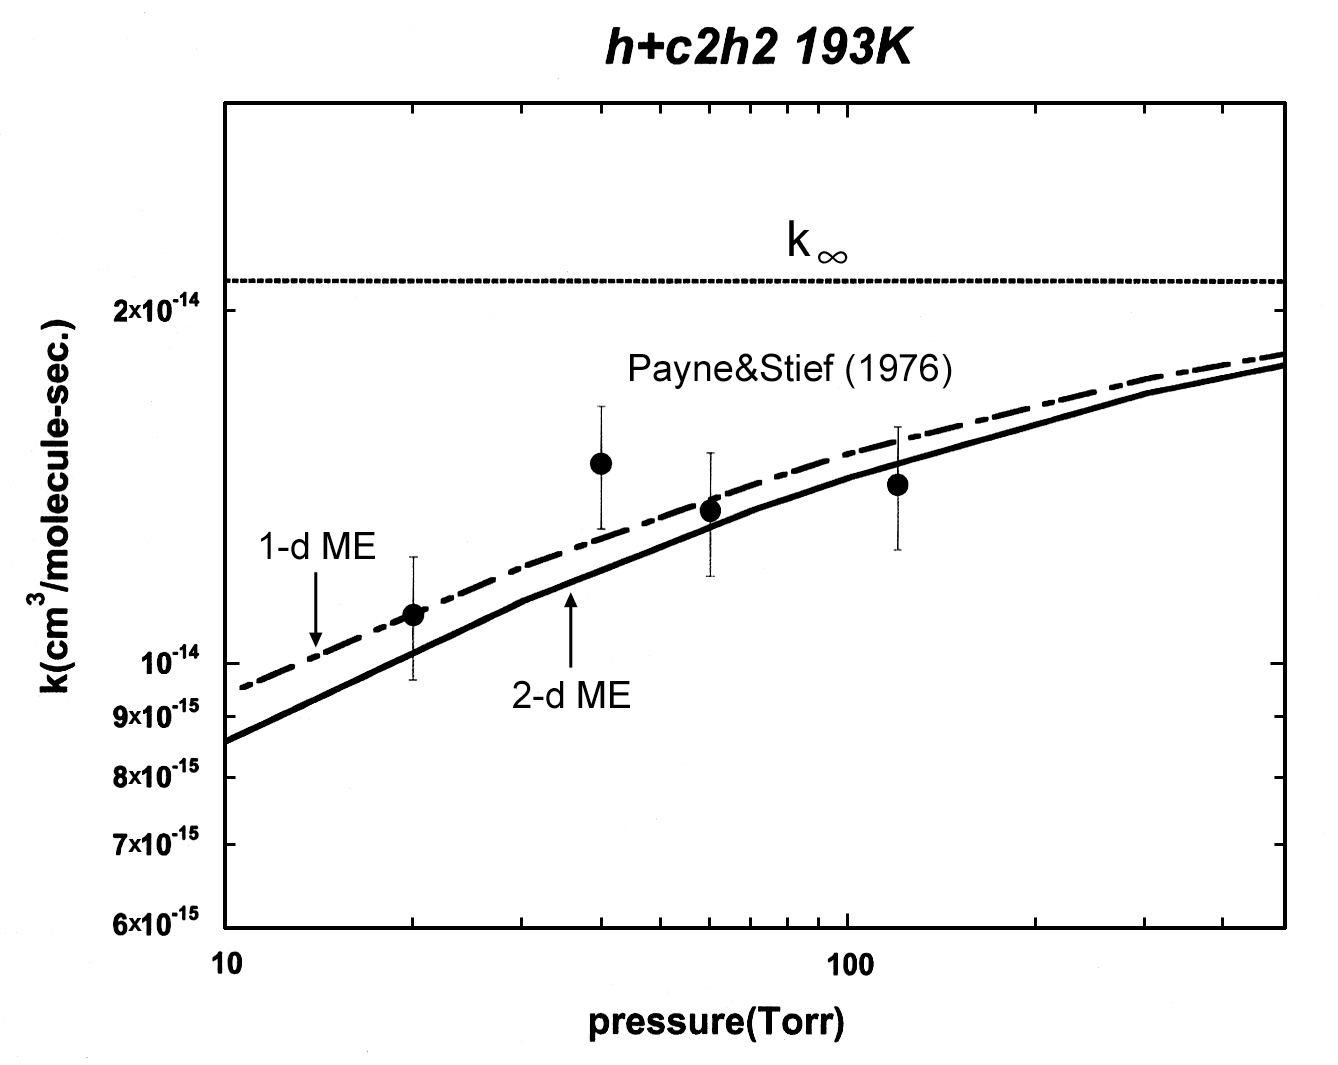 h+c2h2 193K
k∞
2x10-14
Payne&Stief (1976)
1-d ME
10-14
2-d ME
9x10-15
8x10-15
7x10-15
6x10-15
k(cm3/molecule-sec.)
10
100
pressure(Torr)